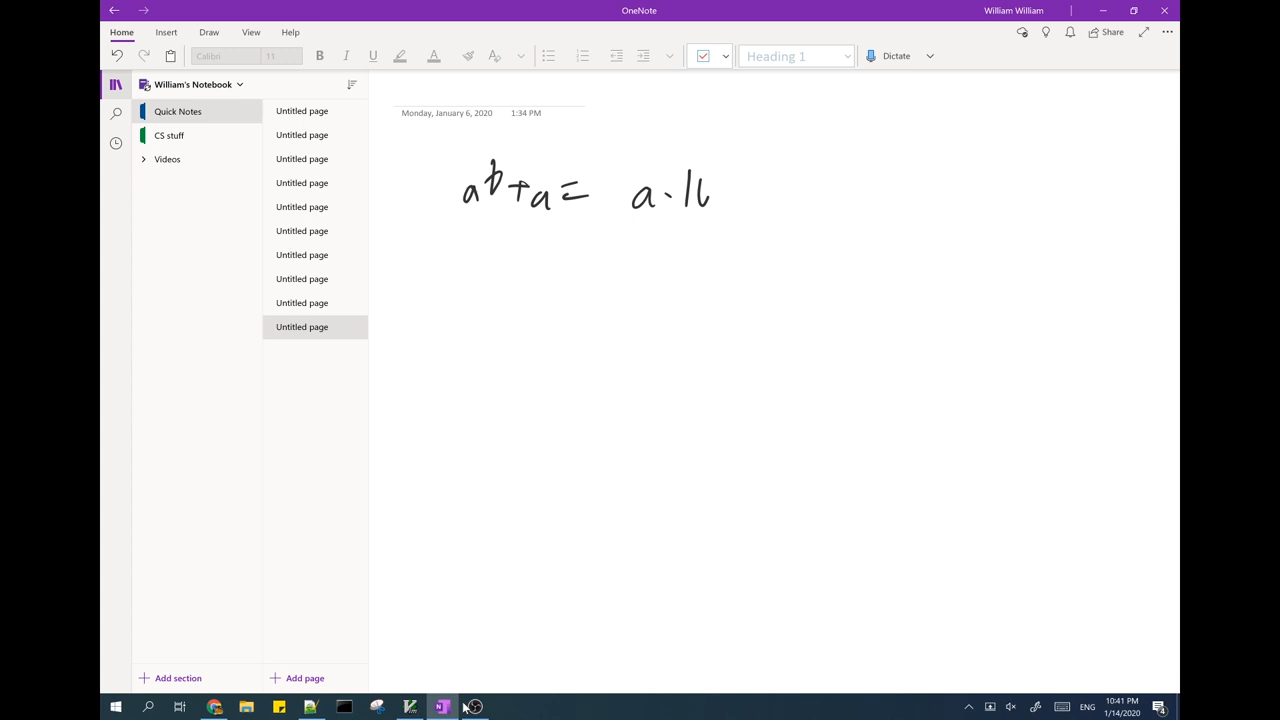 OneNote
William William
Home Insert Draw View Help
Share
Calibri 11 B I U A Heading 1 Dictate
William's Notebook
Quick Notes
CS stuff
Videos
Untitled page
Untitled page
Untitled page
Untitled page
Untitled page
Untitled page
Untitled page
Untitled page
Untitled page
Untitled page
Monday, January 6, 2020 1:34 PM
a^b+a= a·16
Add section Add page
ENG
10:41 PM
1/14/2020
4